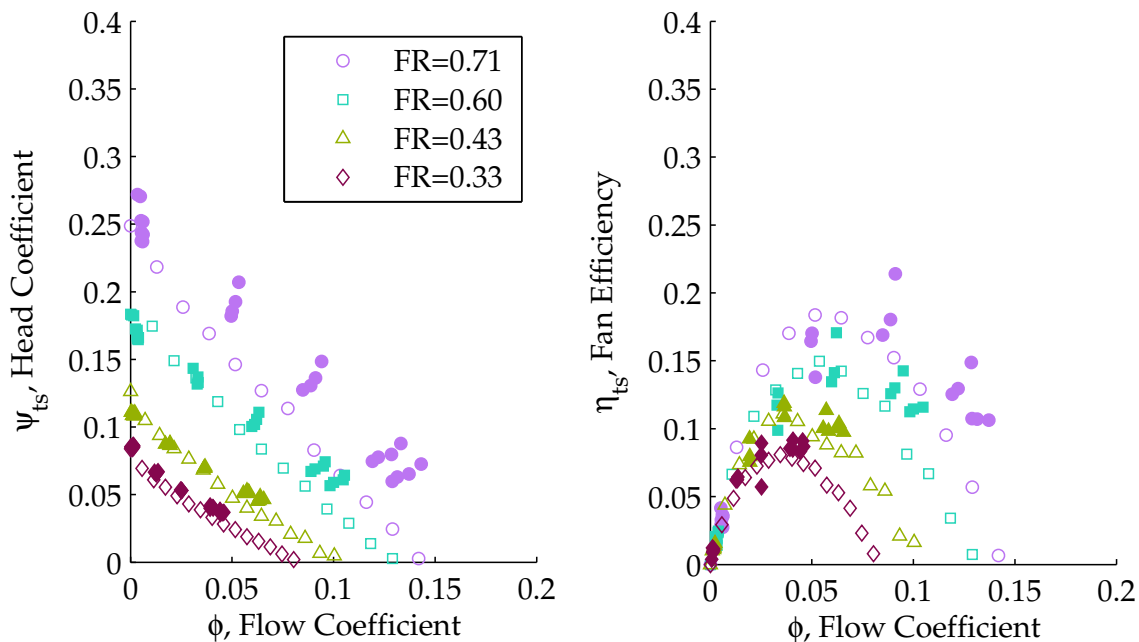 0.4
0.35
0.3
0.25
0.2
0.15
0.1
0.05
0
ψts, Head Coefficient
FR=0.71
FR=0.60
FR=0.43
FR=0.33
0 0.05 0.1 0.15 0.2
ϕ, Flow Coefficient
0.4
0.35
0.3
0.25
0.2
0.15
0.1
0.05
0
ηts, Fan Efficiency
0 0.05 0.1 0.15 0.2
ϕ, Flow Coefficient